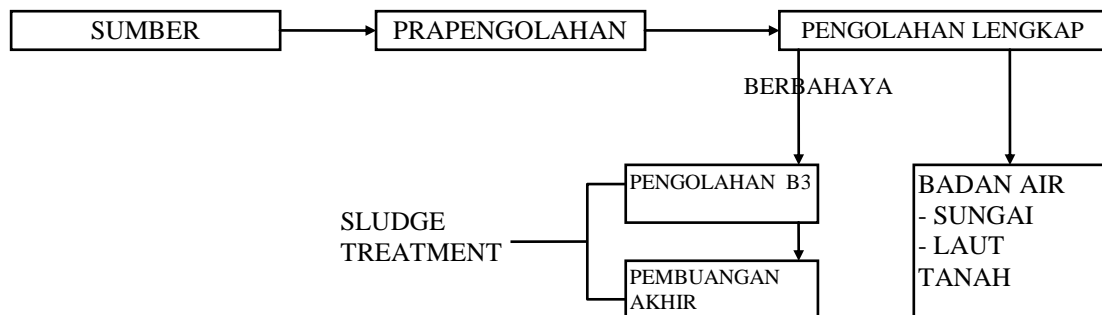 SUMBER
PRAPENGOLAHAN
PENGOLAHAN LENGKAP
BERBAHAYA
PENGOLAHAN B3
BADAN AIR
- SUNGAI
- LAUT
TANAH
SLUDGE
TREATMENT
PEMBUANGAN
AKHIR